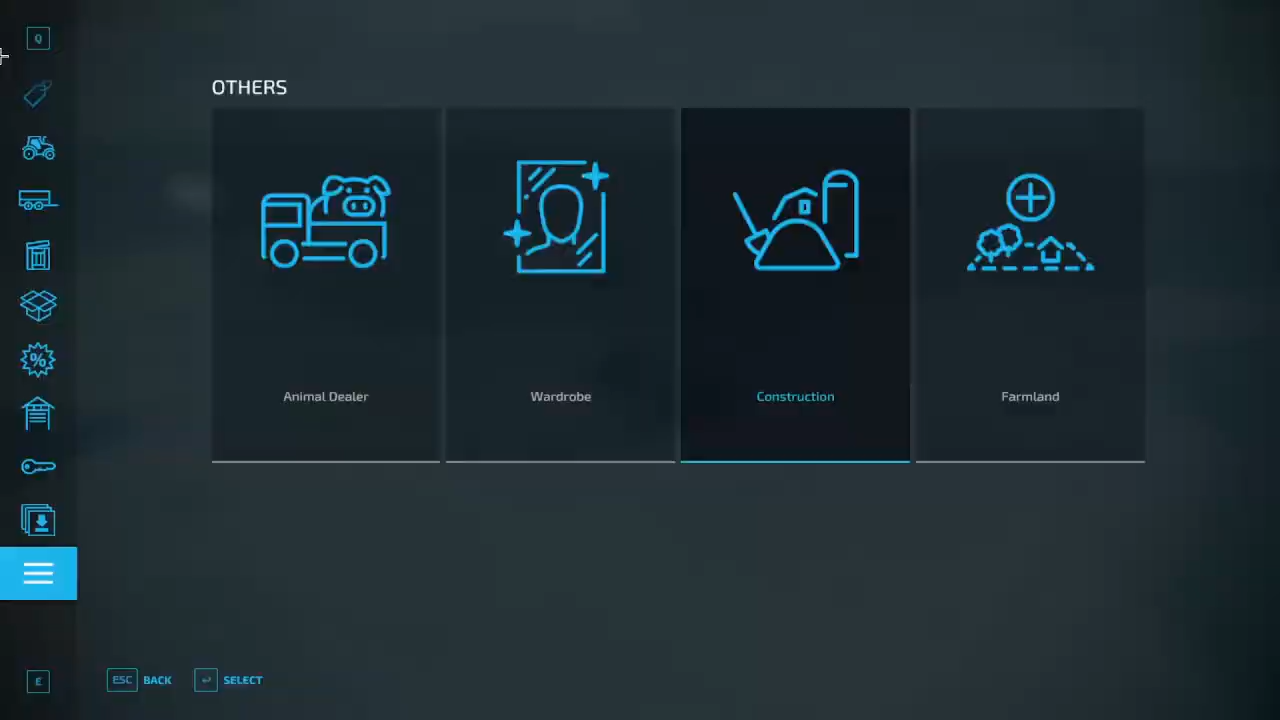 Q
OTHERS
%
Animal Dealer
Wardrobe
Construction
Farmland
E
ESC BACK
SELECT